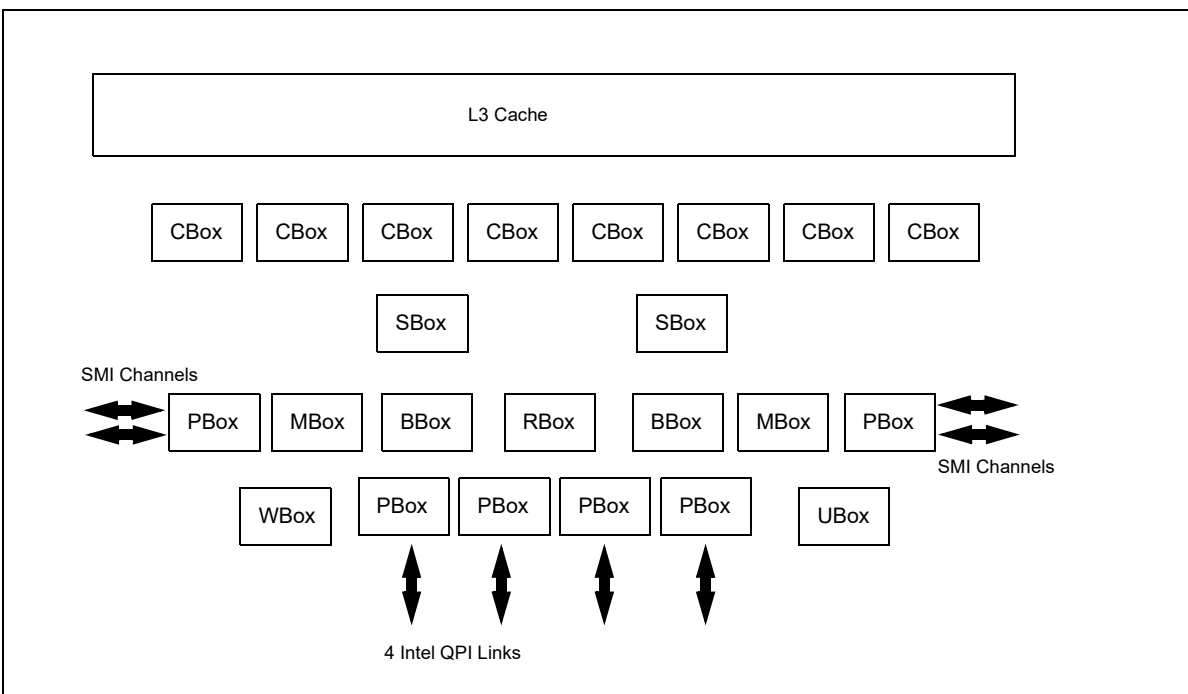 L3 Cache
CBox CBox CBox CBox CBox CBox CBox CBox
SBox SBox
SMI Channels
PBox MBox BBox RBox BBox MBox PBox
SMI Channels
WBox PBox PBox PBox PBox UBox
4 Intel QPI Links